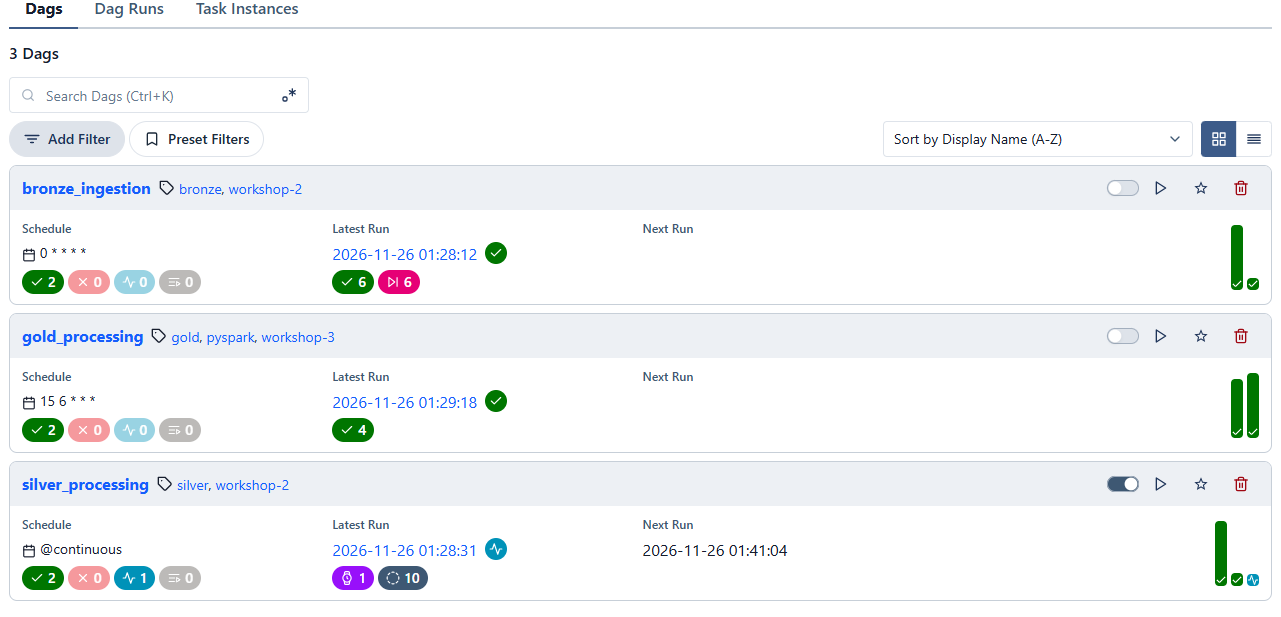 Dags Dag Runs Task Instances
3 Dags
Search Dags (Ctrl+K) .*
Add Filter Preset Filters Sort by Display Name (A-Z)
bronze_ingestion bronze, workshop-2
Schedule Latest Run Next Run
0 * * * * 2026-11-26 01:28:12
2 0 0 0 6 6
gold_processing gold, pyspark, workshop-3
Schedule Latest Run Next Run
15 6 * * * 2026-11-26 01:29:18
2 0 0 0 4
silver_processing silver, workshop-2
Schedule Latest Run Next Run
@continuous 2026-11-26 01:28:31 2026-11-26 01:41:04
2 0 1 0 1 10